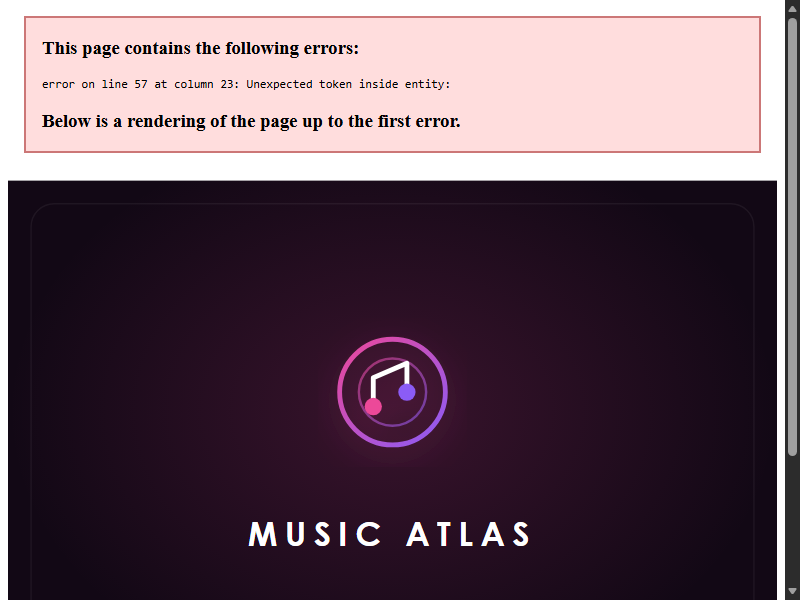 This page contains the following errors:
error on line 57 at column 23: Unexpected token inside entity:
Below is a rendering of the page up to the first error.
MUSIC ATLAS